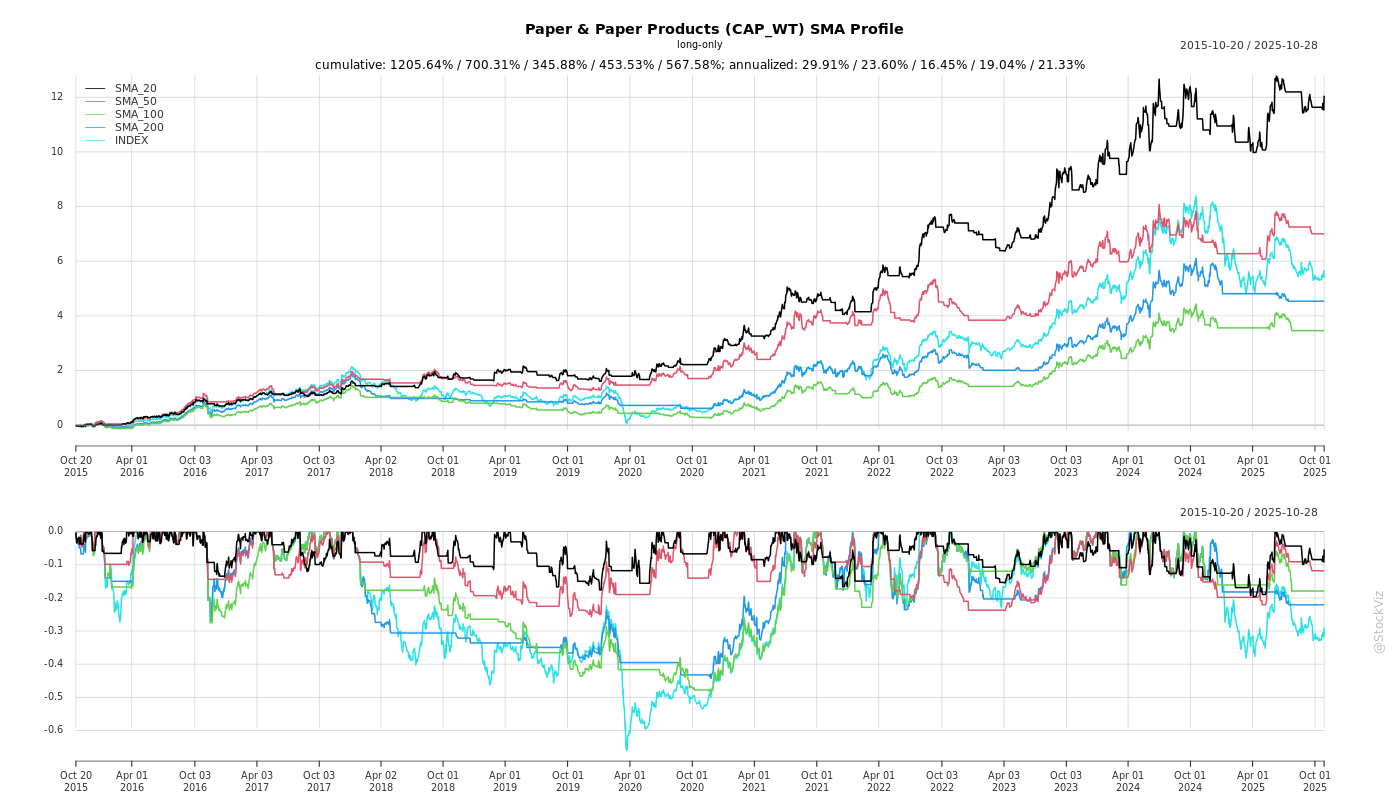 Paper & Paper Products (CAP_WT) SMA Profile
long-only
2015-10-20 / 2025-10-28
cumulative: 1205.64% / 700.31% / 345.88% / 453.53% / 567.58%; annualized: 29.91% / 23.60% / 16.45% / 19.04% / 21.33%
SMA_20
SMA_50
SMA_100
SMA_200
INDEX
12
10
8
6
4
2
0
Oct 20 Apr 01 Oct 03 Apr 03 Oct 03 Apr 02 Oct 01 Apr 01 Oct 01 Apr 01 Oct 01 Apr 01 Oct 01 Apr 01 Oct 03 Apr 03 Oct 03 Apr 01 Oct 01 Apr 01 Oct 01
2015 2016 2016 2017 2017 2018 2018 2019 2019 2020 2020 2021 2021 2022 2022 2023 2023 2024 2024 2025 2025
2015-10-20 / 2025-10-28
0.0
-0.1
-0.2
-0.3
-0.4
-0.5
-0.6
Oct 20 Apr 01 Oct 03 Apr 03 Oct 03 Apr 02 Oct 01 Apr 01 Oct 01 Apr 01 Oct 01 Apr 01 Oct 01 Apr 01 Oct 03 Apr 03 Oct 03 Apr 01 Oct 01 Apr 01 Oct 01
2015 2016 2016 2017 2017 2018 2018 2019 2019 2020 2020 2021 2021 2022 2022 2023 2023 2024 2024 2025 2025
@StockViz